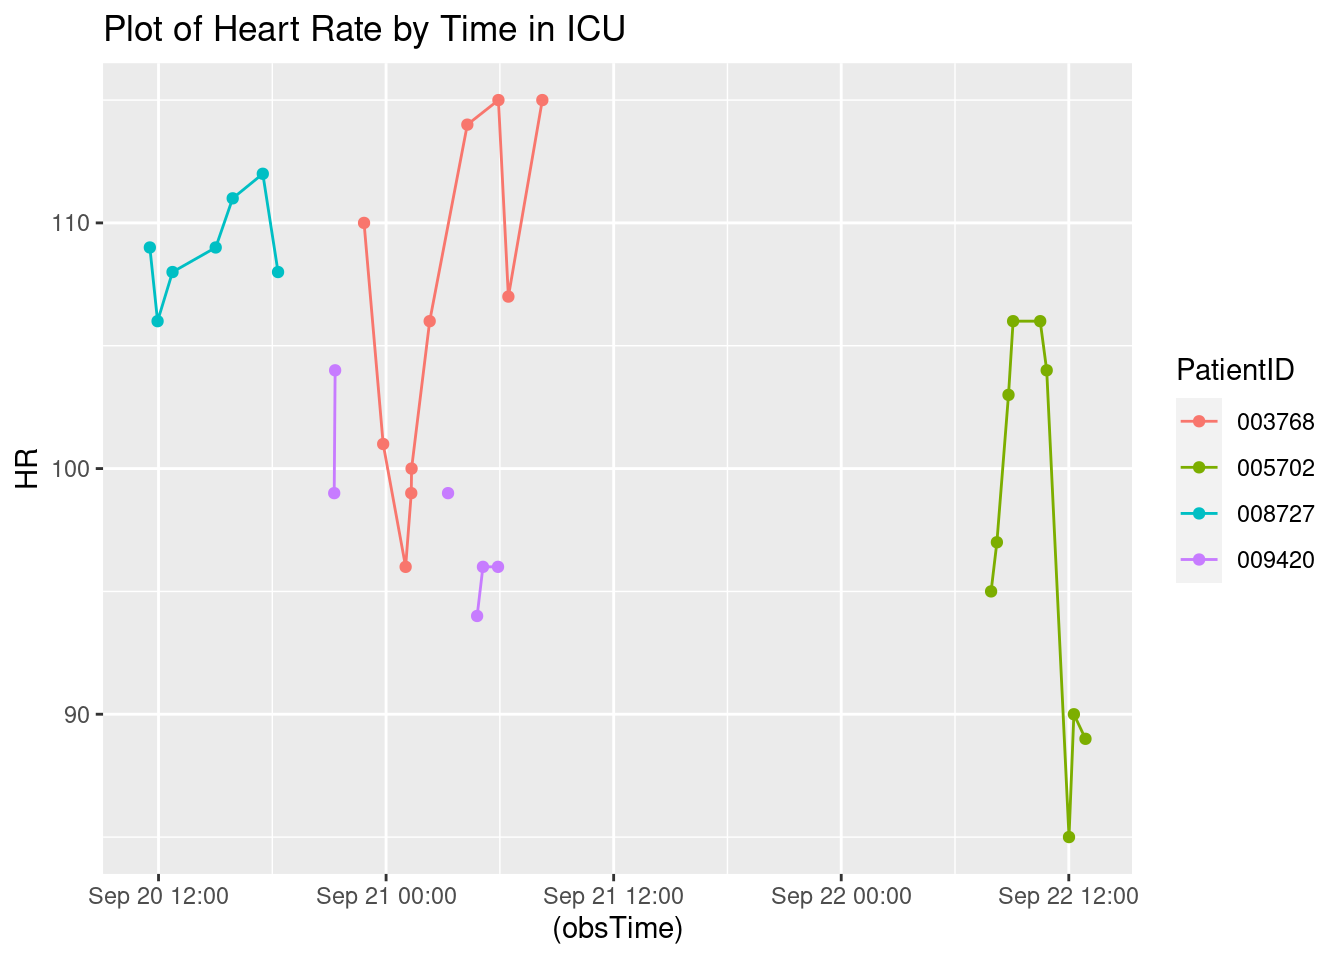 Plot of Heart Rate by Time in ICU
110
100
90
HR
Sep 20 12:00 Sep 21 00:00 Sep 21 12:00 Sep 22 00:00 Sep 22 12:00
(obsTime)
PatientID
003768
005702
008727
009420